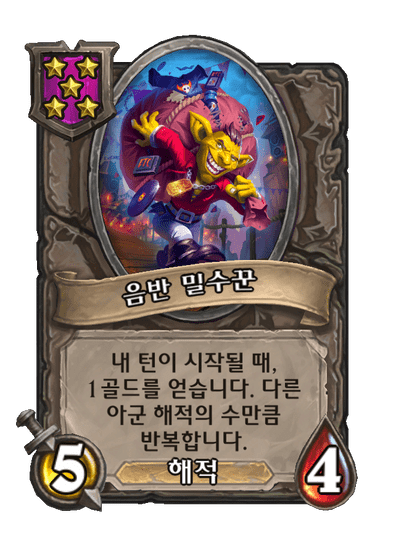 음반 밀수꾼
내 턴이 시작될 때,
1골드를 얻습니다. 다른
아군 해적의 수만큼
반복합니다.
해적
5
4